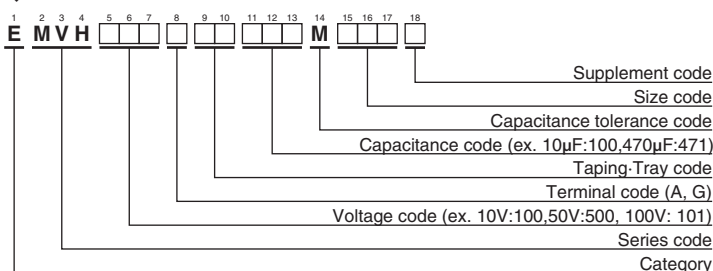 1 2 3 4 5 6 7 8 9 10 11 12 13 14 15 16 17 18
E M V H □□□ □ □□ □□□ M □□□ □
Supplement code
Size code
Capacitance tolerance code
Capacitance code (ex. 10µF:100,470µF:471)
Taping·Tray code
Terminal code (A, G)
Voltage code (ex. 10V:100,50V:500, 100V: 101)
Series code
Category